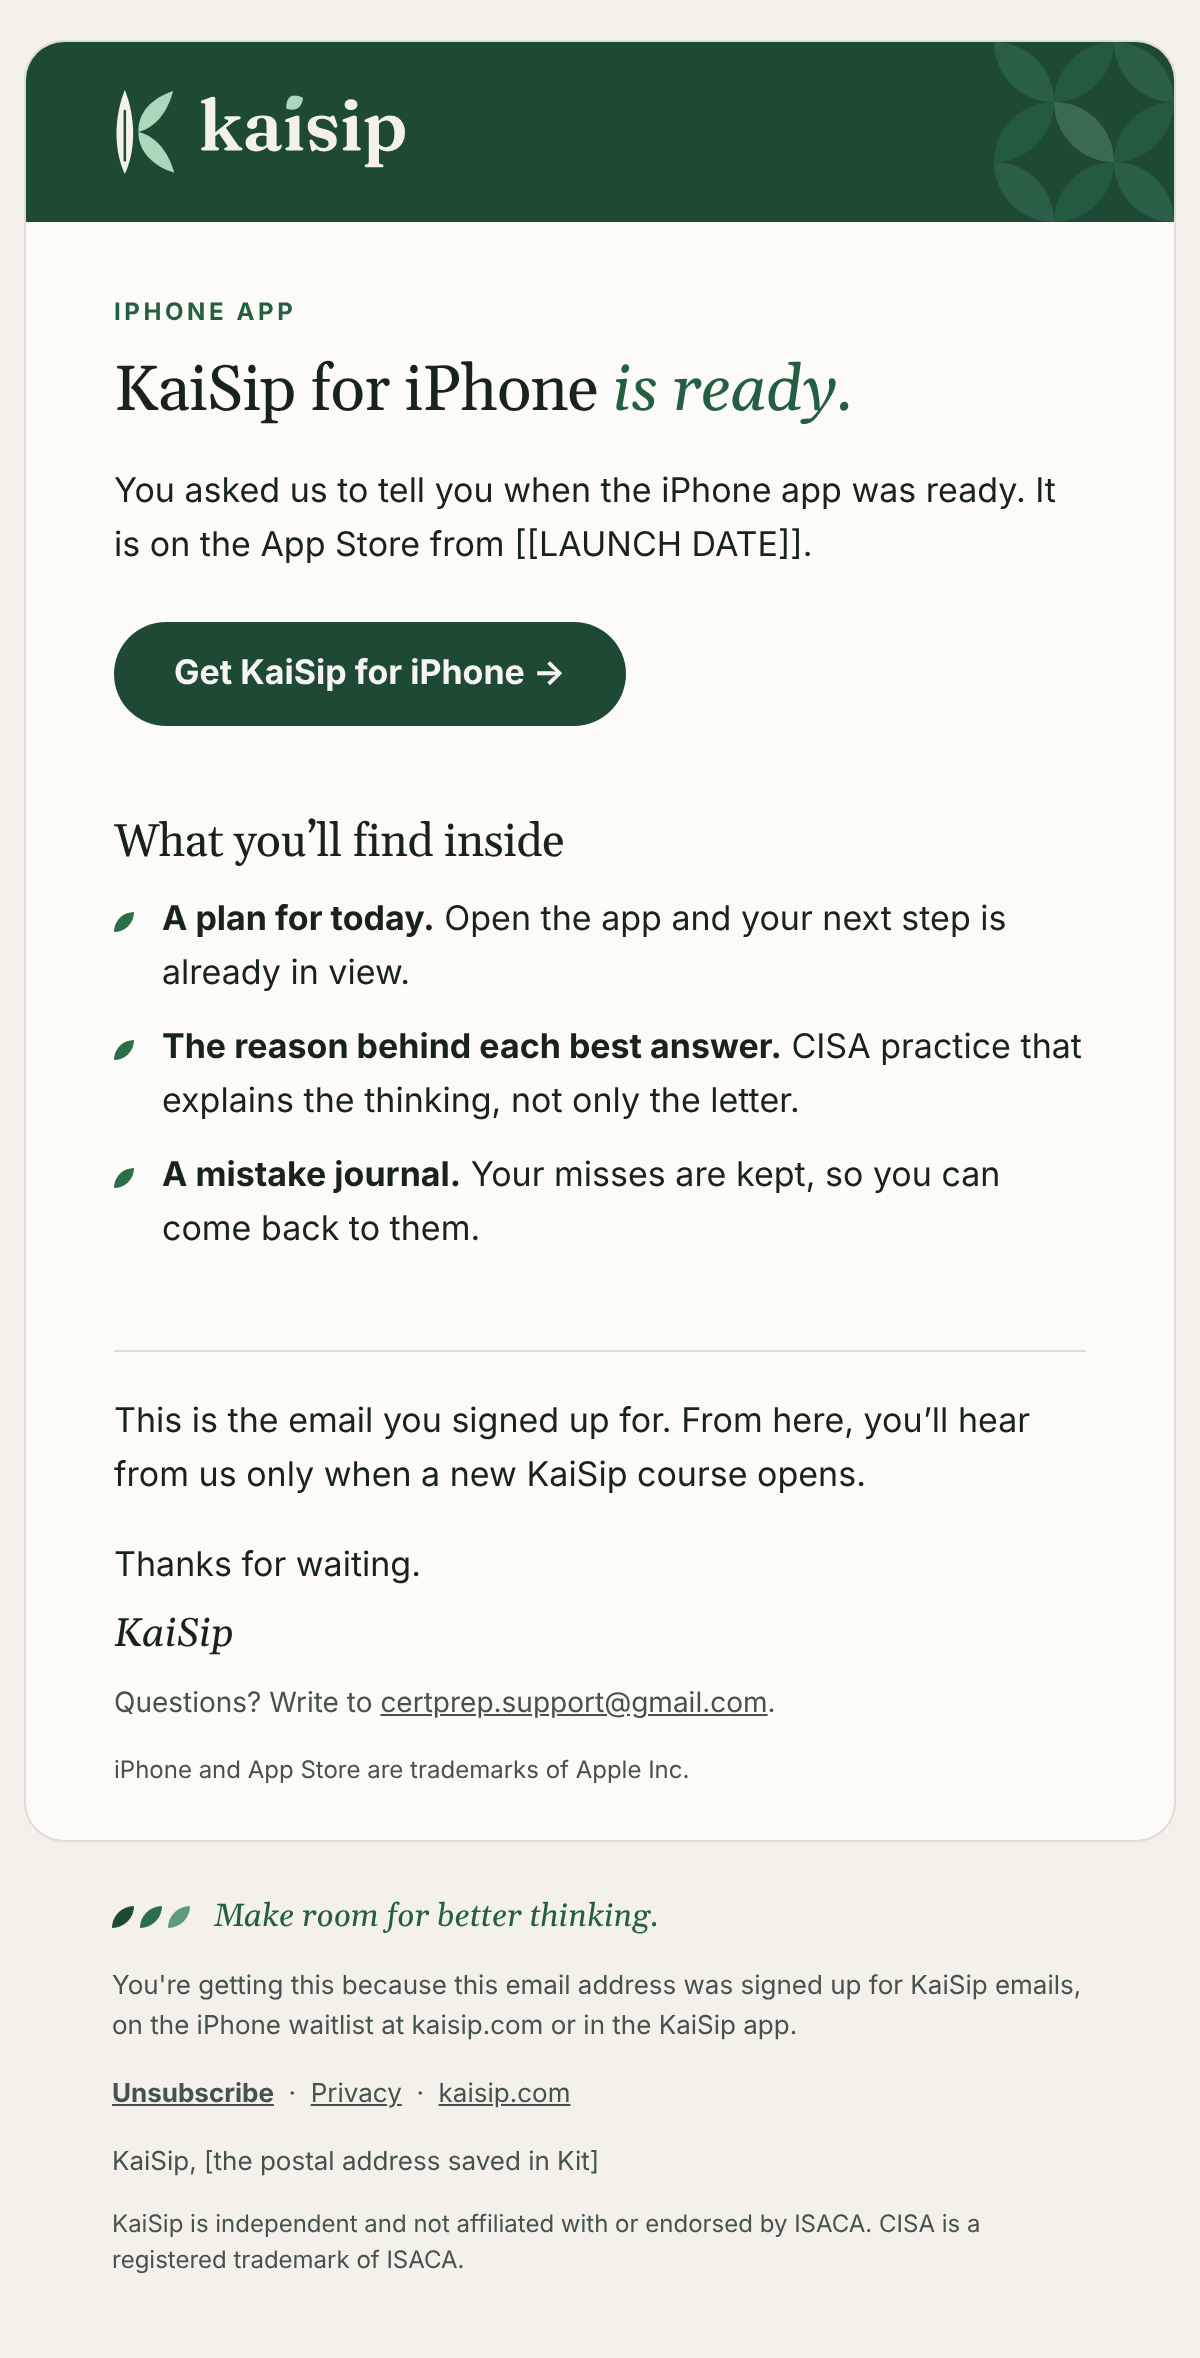 kaisip
IPHONE APP
KaiSip for iPhone is ready.
You asked us to tell you when the iPhone app was ready. It
is on the App Store from [[LAUNCH DATE]].
Get KaiSip for iPhone →
What you’ll find inside
A plan for today. Open the app and your next step is
already in view.
The reason behind each best answer. CISA practice that
explains the thinking, not only the letter.
A mistake journal. Your misses are kept, so you can
come back to them.
This is the email you signed up for. From here, you’ll hear
from us only when a new KaiSip course opens.
Thanks for waiting.
KaiSip
Questions? Write to certprep.support@gmail.com.
iPhone and App Store are trademarks of Apple Inc.
Make room for better thinking.
You're getting this because this email address was signed up for KaiSip emails,
on the iPhone waitlist at kaisip.com or in the KaiSip app.
Unsubscribe · Privacy · kaisip.com
KaiSip, [the postal address saved in Kit]
KaiSip is independent and not affiliated with or endorsed by ISACA. CISA is a
registered trademark of ISACA.